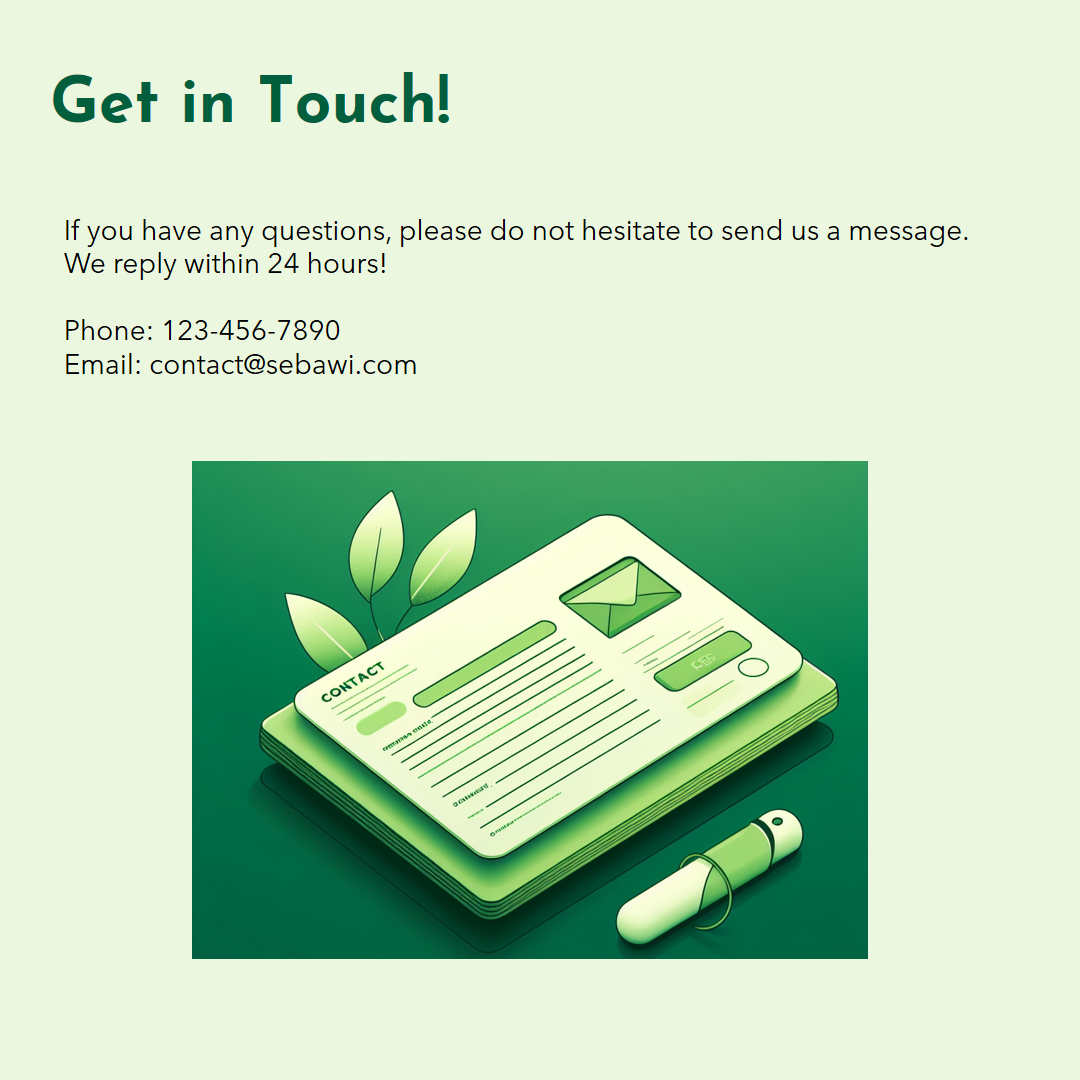 Get in Touch!
If you have any questions, please do not hesitate to send us a message.
We reply within 24 hours!
Phone: 123-456-7890
Email: contact@sebawi.com
CONTACT